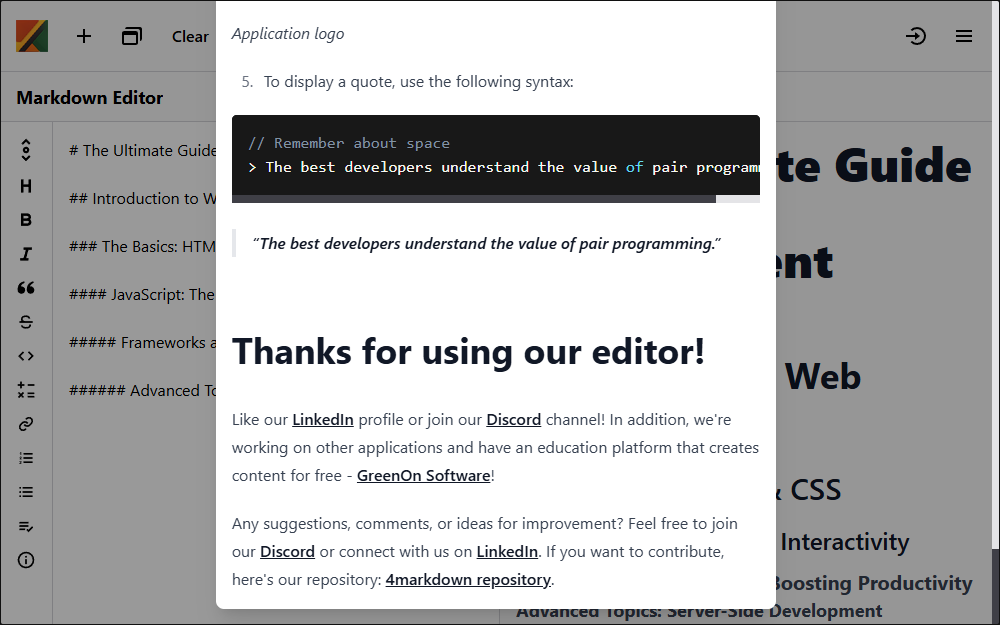 Clear
Markdown Editor
# The Ultimate Guide
## Introduction to W
### The Basics: HTM
#### JavaScript: The
##### Frameworks a
###### Advanced To
Application logo
5. To display a quote, use the following syntax:
// Remember about space
> The best developers understand the value of pair programm
“The best developers understand the value of pair programming.”
Thanks for using our editor!
Like our LinkedIn profile or join our Discord channel! In addition, we're
working on other applications and have an education platform that creates
content for free - GreenOn Software!
Any suggestions, comments, or ideas for improvement? Feel free to join
our Discord or connect with us on LinkedIn. If you want to contribute,
here's our repository: 4markdown repository.
te Guide
ent
Web
& CSS
Interactivity
Boosting Productivity
Advanced Topics: Server-Side Development